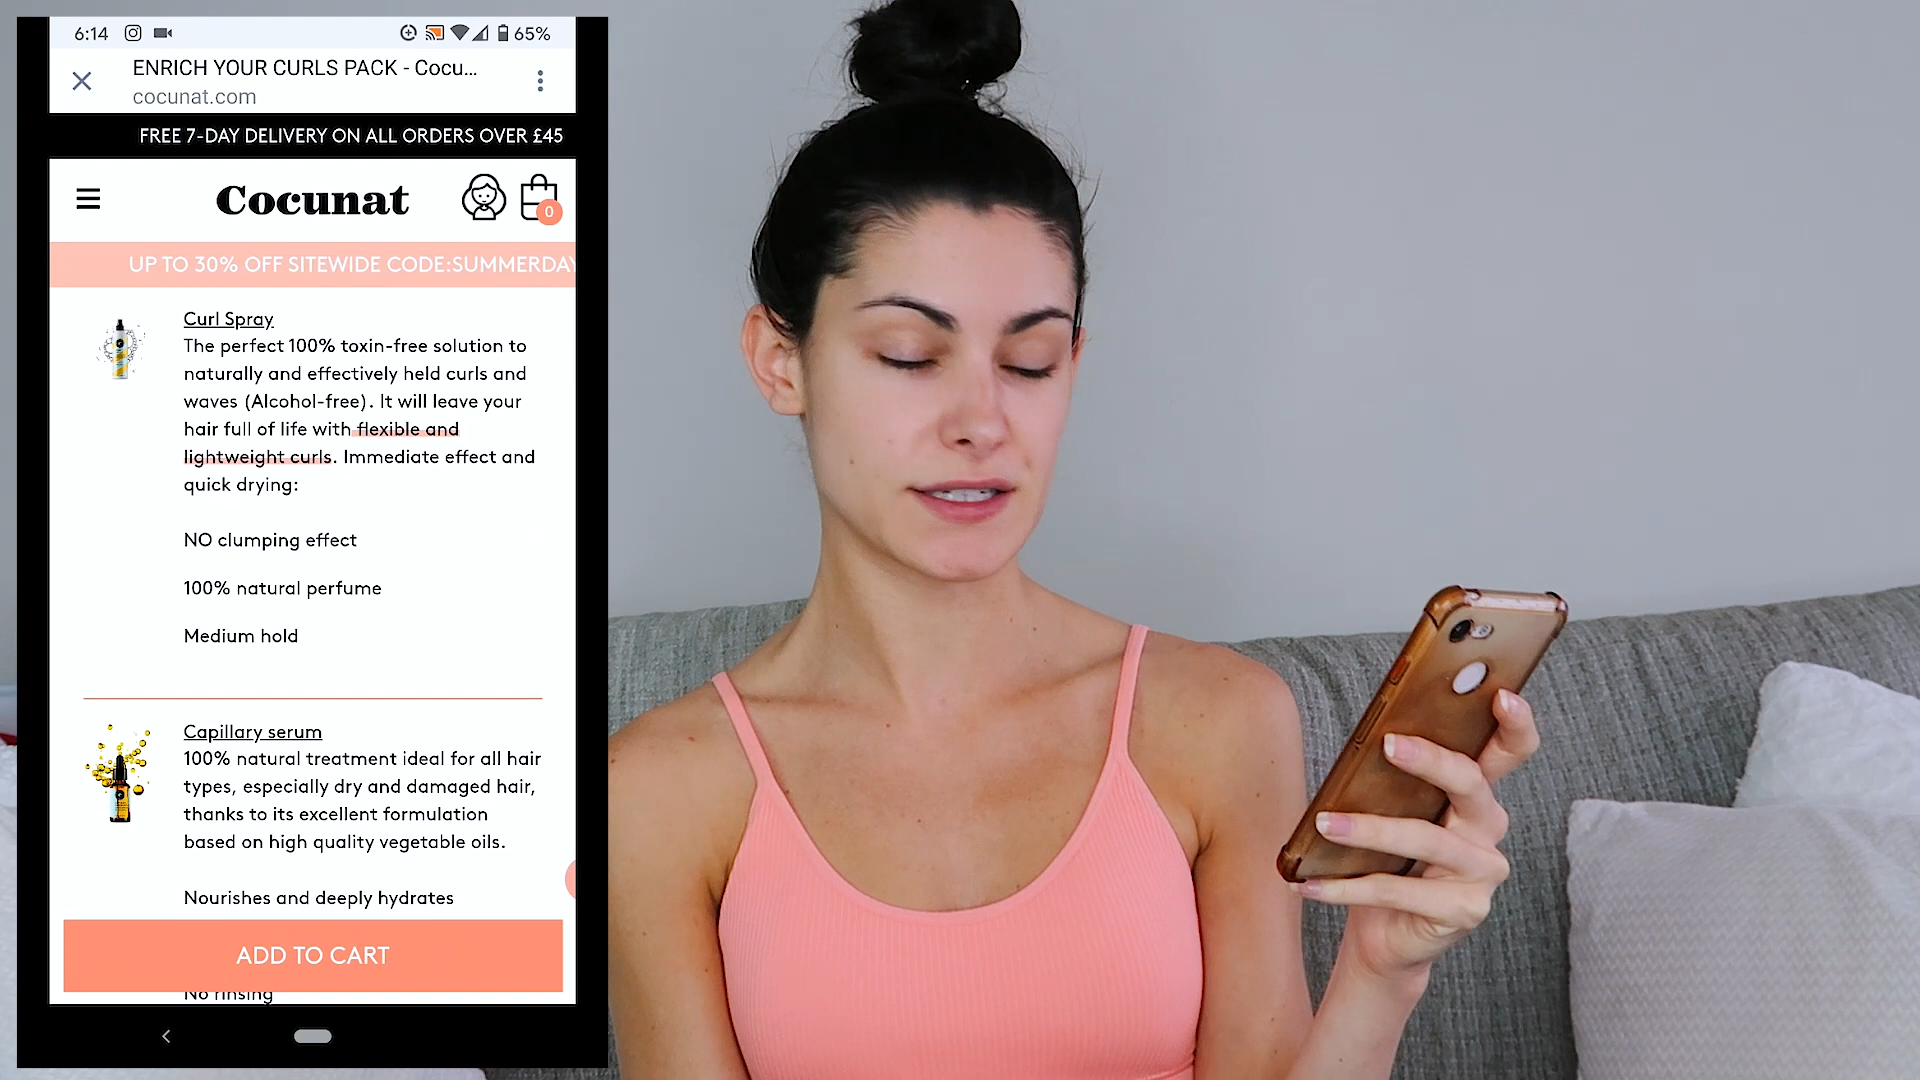 6:14
65%
ENRICH YOUR CURLS PACK - Cocu...
cocunat.com
FREE 7-DAY DELIVERY ON ALL ORDERS OVER £45
Cocunat
0
UP TO 30% OFF SITEWIDE CODE:SUMMERDAY
Curl Spray
The perfect 100% toxin-free solution to
naturally and effectively held curls and
waves (Alcohol-free). It will leave your
hair full of life with flexible and
lightweight curls. Immediate effect and
quick drying:
NO clumping effect
100% natural perfume
Medium hold
Capillary serum
100% natural treatment ideal for all hair
types, especially dry and damaged hair,
thanks to its excellent formulation
based on high quality vegetable oils.
Nourishes and deeply hydrates
ADD TO CART
No rinsing